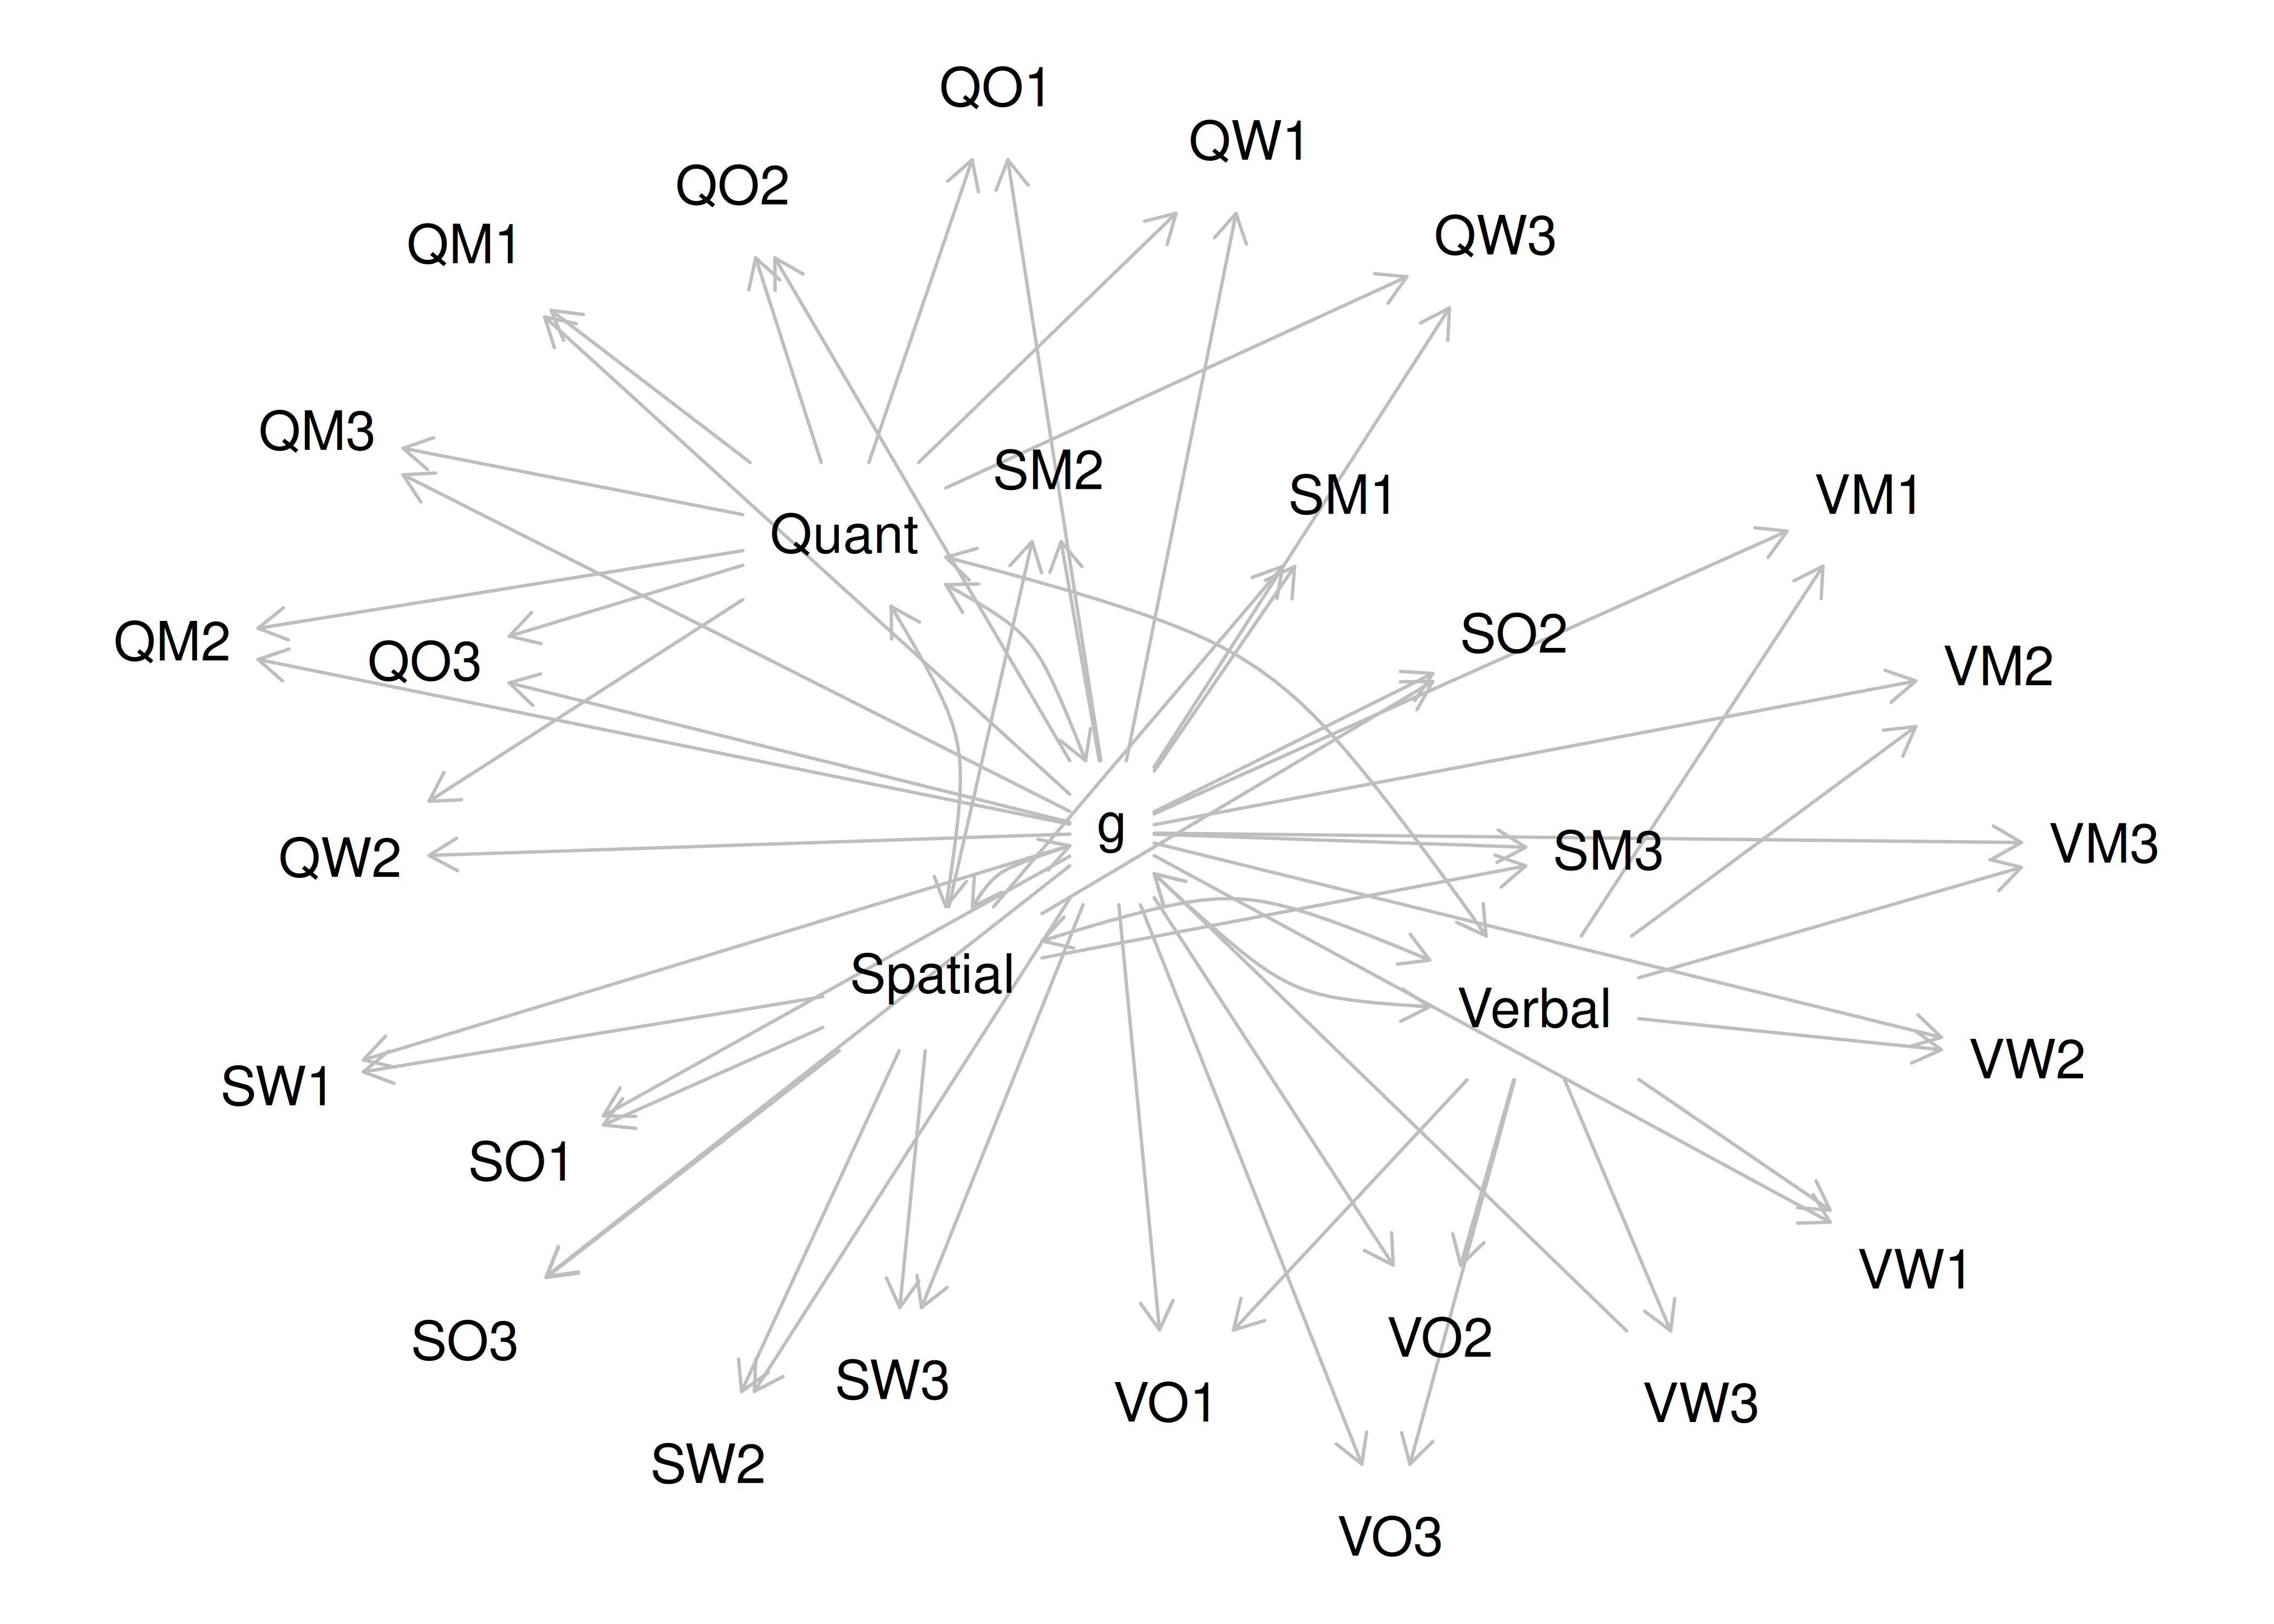 QO1
QW1
QO2
QW3
QM1
QM3
SM2
SM1
VM1
Quant
SO2
QM2
QO3
VM2
g
QW2
SM3
VM3
Spatial
Verbal
SW1
VW2
SO1
VW1
SO3
SW3
VO1
VO2
VW3
SW2
VO3